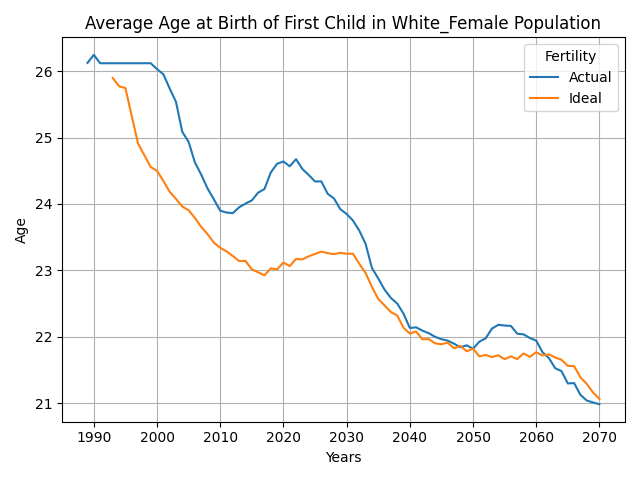 Average Age at Birth of First Child in White_Female Population
Fertility
Actual
Ideal
Age
26
25
24
23
22
21
1990 2000 2010 2020 2030 2040 2050 2060 2070
Years